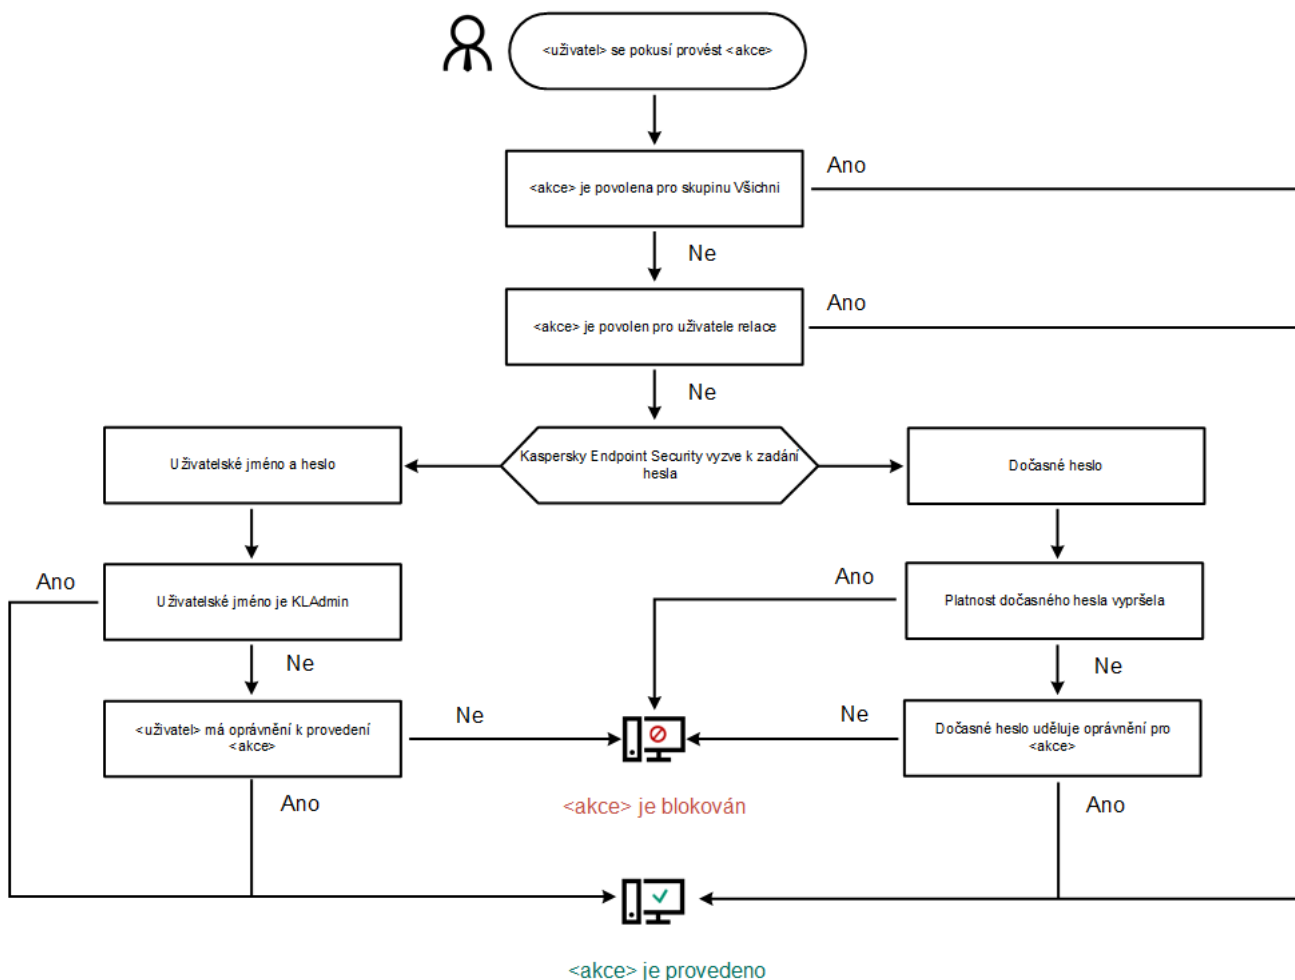 <uživatel> se pokusí provést <akce>
Ano
<akce> je povolena pro skupinu Všichni
Ne
Ano
<akce> je povolen pro uživatele relace
Ne
Uživatelské jméno a heslo
Kaspersky Endpoint Security vyzve k zadání
hesla
Dočasné heslo
Ano
Uživatelské jméno je KLAdmin
Ano
Platnost dočasného hesla vypršela
Ne
Ne
<uživatel> má oprávnění k provedení
<akce>
Ne
Ne
Dočasné heslo uděluje oprávnění pro
<akce>
Ano
<akce> je blokován
Ano
<akce> je provedeno